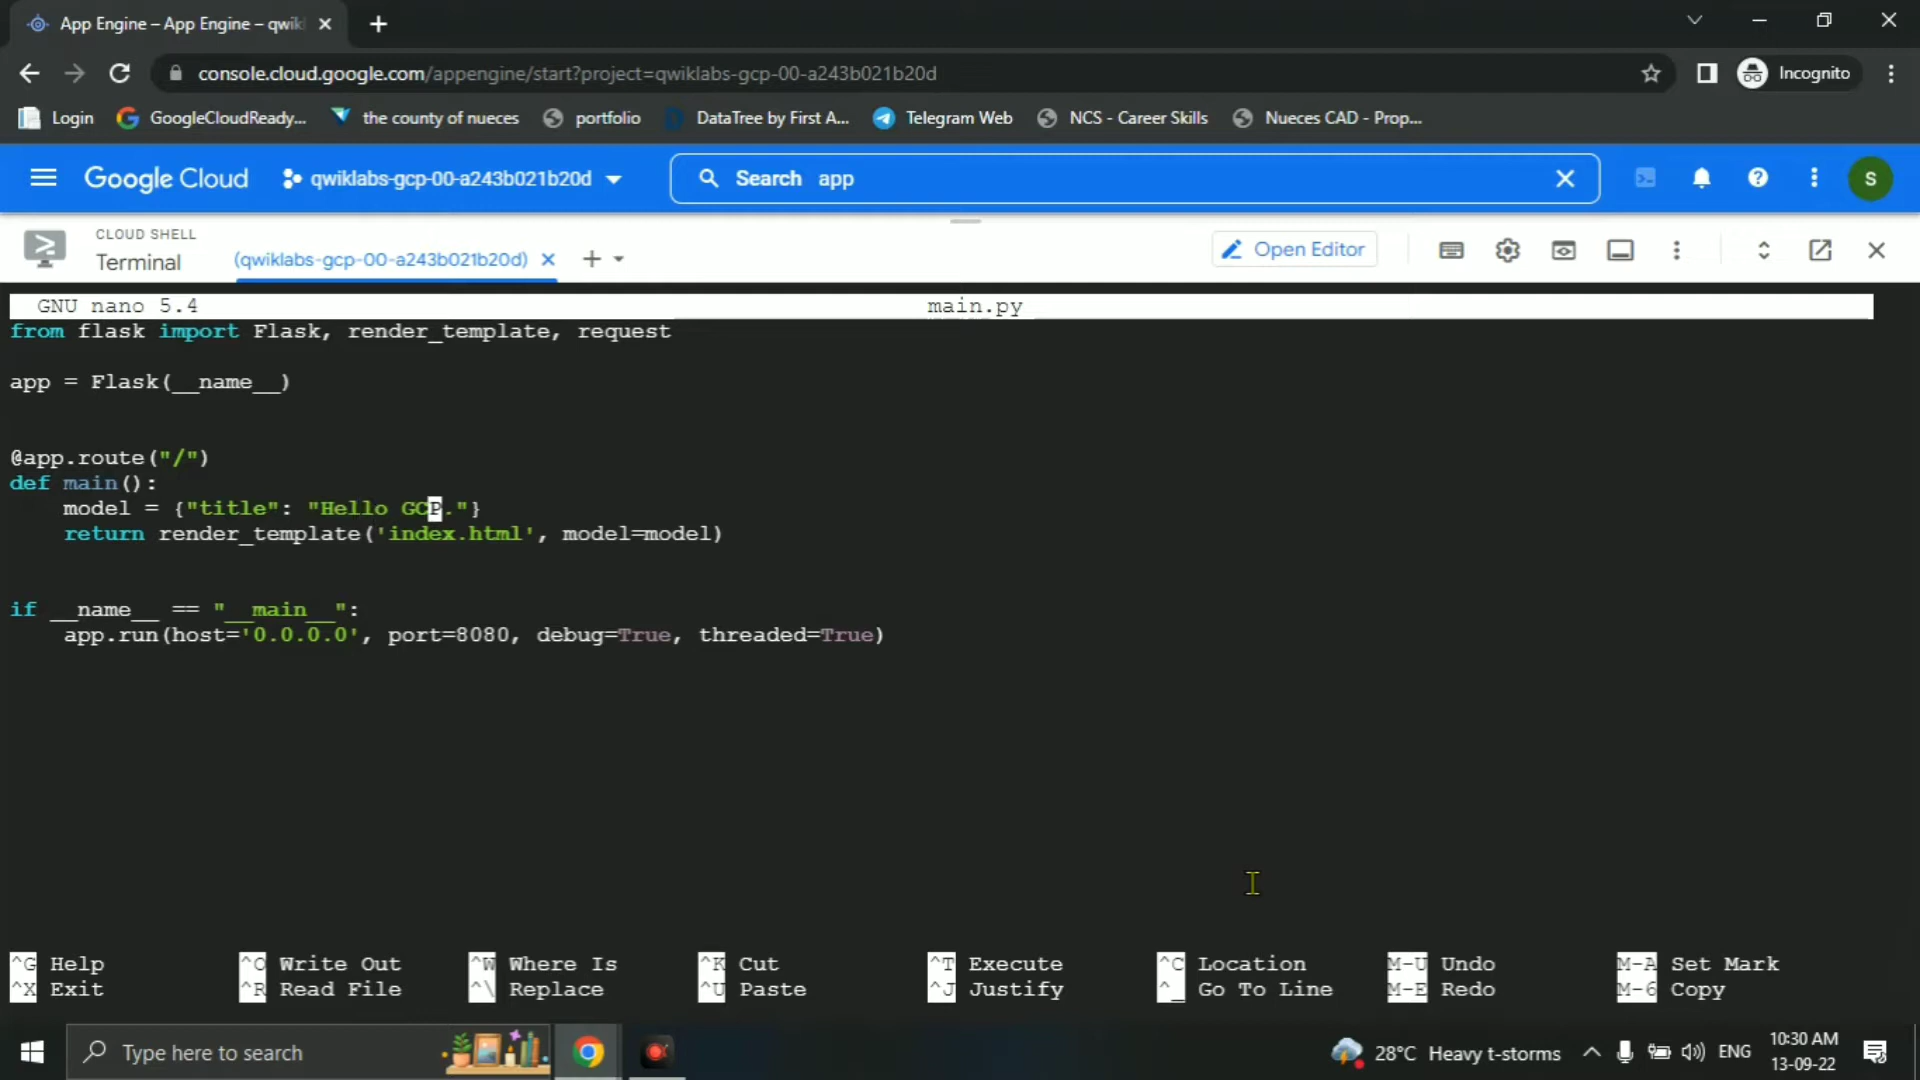 App Engine – App Engine – qwik
console.cloud.google.com/appengine/start?project=qwiklabs-gcp-00-a243b021b20d
Incognito
Login GoogleCloudReady... the county of nueces portfolio DataTree by First A... Telegram Web NCS - Career Skills Nueces CAD - Prop...
Google Cloud qwiklabs-gcp-00-a243b021b20d Search app S
CLOUD SHELL
Terminal (qwiklabs-gcp-00-a243b021b20d) Open Editor
GNU nano 5.4 main.py
from flask import Flask, render_template, request
app = Flask(__name__)
@app.route("/")
def main():
    model = {"title": "Hello GCP."}
    return render_template('index.html', model=model)
if __name__ == "__main__":
    app.run(host='0.0.0.0', port=8080, debug=True, threaded=True)
^G Help ^O Write Out ^W Where Is ^K Cut ^T Execute ^C Location M-U Undo M-A Set Mark
^X Exit ^R Read File ^\ Replace ^U Paste ^J Justify ^_ Go To Line M-E Redo M-6 Copy
Type here to search 28°C Heavy t-storms ENG 10:30 AM
13-09-22